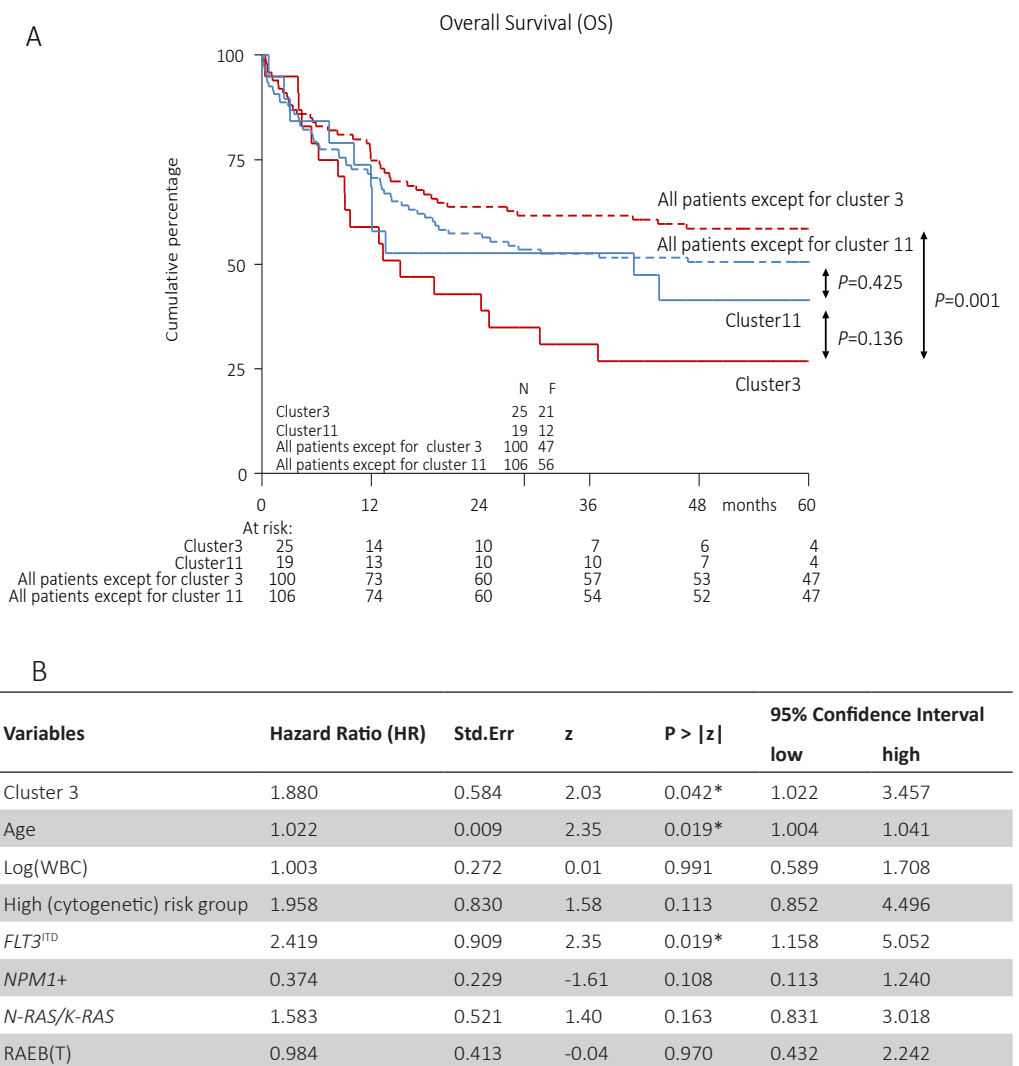 A
Overall Survival (OS)
Cumulative percentage
100
75
50
25
0
All patients except for cluster 3
All patients except for cluster 11
P=0.425
P=0.001
Cluster11
P=0.136
Cluster3
N F
Cluster3 25 21
Cluster11 19 12
All patients except for cluster 3 100 47
All patients except for cluster 11 106 56
0 12 24 36 48 months 60
At risk:
Cluster3 25 14 10 7 6 4
Cluster11 19 13 10 10 7 4
All patients except for cluster 3 100 73 60 57 53 47
All patients except for cluster 11 106 74 60 54 52 47
B
Variables Hazard Ratio (HR) Std.Err z P > |z| 95% Confidence Interval
low high
Cluster 3 1.880 0.584 2.03 0.042* 1.022 3.457
Age 1.022 0.009 2.35 0.019* 1.004 1.041
Log(WBC) 1.003 0.272 0.01 0.991 0.589 1.708
High (cytogenetic) risk group 1.958 0.830 1.58 0.113 0.852 4.496
FLT3ITD 2.419 0.909 2.35 0.019* 1.158 5.052
NPM1+ 0.374 0.229 -1.61 0.108 0.113 1.240
N-RAS/K-RAS 1.583 0.521 1.40 0.163 0.831 3.018
RAEB(T) 0.984 0.413 -0.04 0.970 0.432 2.242